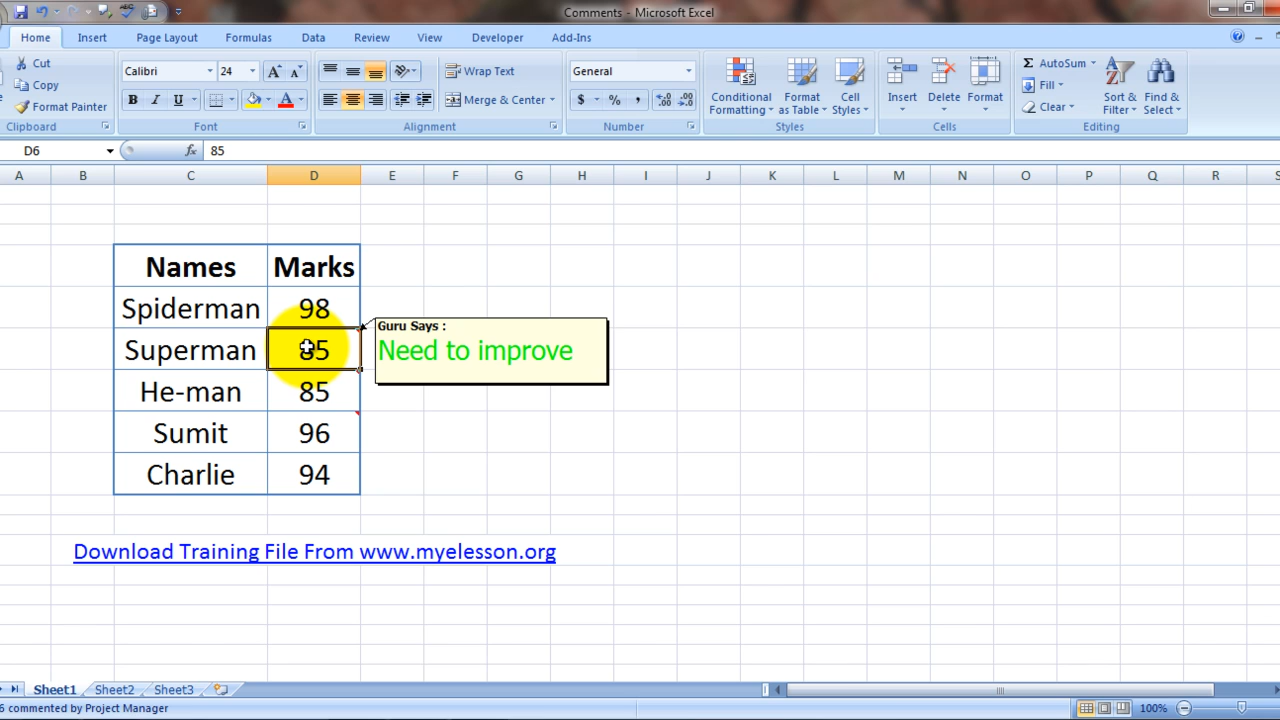 Comments - Microsoft Excel
Home Insert Page Layout Formulas Data Review View Developer Add-Ins
Cut
Copy
Format Painter
Clipboard
Calibri 24
B I U A
Font
Wrap Text
Merge & Center
Alignment
General
$ % ,
Number
Conditional Formatting
Format as Table
Cell Styles
Styles
Insert Delete Format
Cells
AutoSum
Fill
Clear
Sort & Filter
Find & Select
Editing
D6 fx 85
A B C D E F G H I J K L M N O P Q R S
Names Marks
Spiderman 98
Superman 85
He-man 85
Sumit 96
Charlie 94
Guru Says :
Need to improve
Download Training File From www.myelesson.org
Sheet1 Sheet2 Sheet3
6 commented by Project Manager
100%